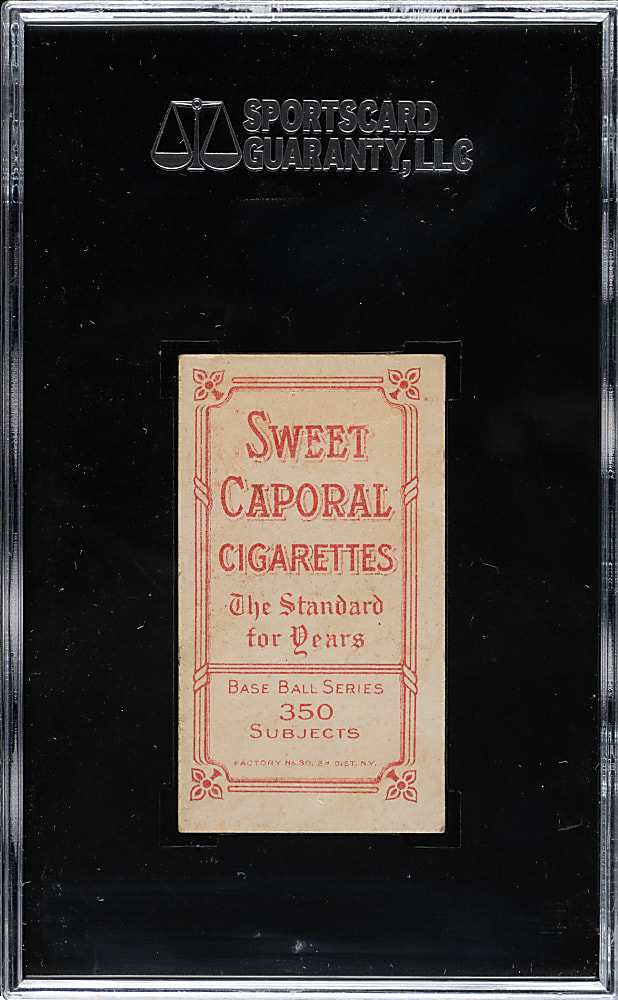 SPORTSCARD
GUARANTY, LLC
SWEET
CAPORAL
CIGARETTES
The Standard
for Years
BASE BALL SERIES
350
SUBJECTS
FACTORY No. 30, 2d DIST. N.Y.